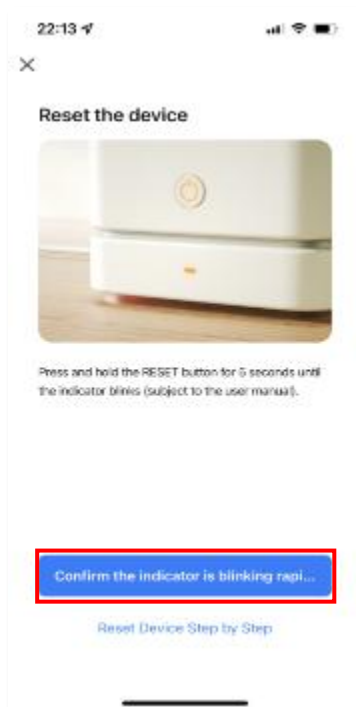 22:13
Reset the device
Press and hold the RESET button for 5 seconds until
the indicator blinks (subject to the user manual).
Confirm the indicator is blinking rapi...
Reset Device Step by Step